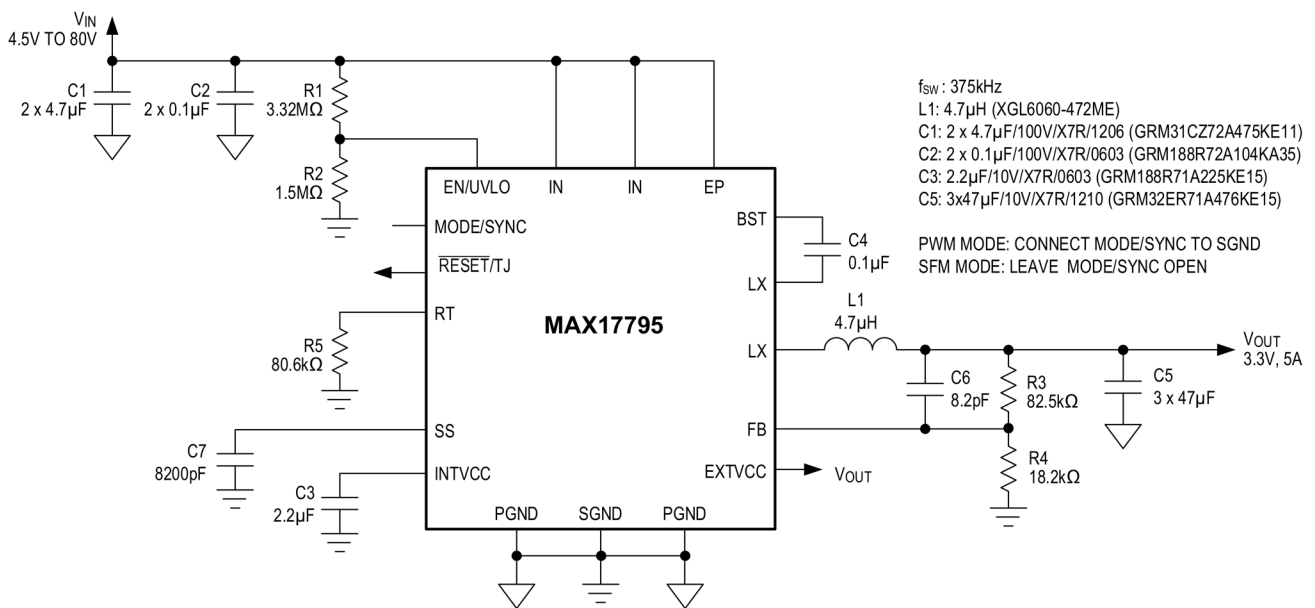 VIN
4.5V TO 80V
C1
2 x 4.7µF
C2
2 x 0.1µF
R1
3.32MΩ
R2
1.5MΩ
fSW : 375kHz
L1: 4.7µH (XGL6060-472ME)
C1: 2 x 4.7µF/100V/X7R/1206 (GRM31CZ72A475KE11)
C2: 2 x 0.1µF/100V/X7R/0603 (GRM188R72A104KA35)
C3: 2.2µF/10V/X7R/0603 (GRM188R71A225KE15)
C5: 3x47µF/10V/X7R/1210 (GRM32ER71A476KE15)
PWM MODE: CONNECT MODE/SYNC TO SGND
SFM MODE: LEAVE MODE/SYNC OPEN
EN/UVLO
IN
IN
EP
MODE/SYNC
RESET/TJ
RT
R5
80.6kΩ
SS
C7
8200pF
INTVCC
C3
2.2µF
MAX17795
BST
C4
0.1µF
LX
LX
L1
4.7µH
VOUT
3.3V, 5A
C6
8.2pF
R3
82.5kΩ
C5
3 x 47µF
FB
R4
18.2kΩ
EXTVCC
VOUT
PGND
SGND
PGND